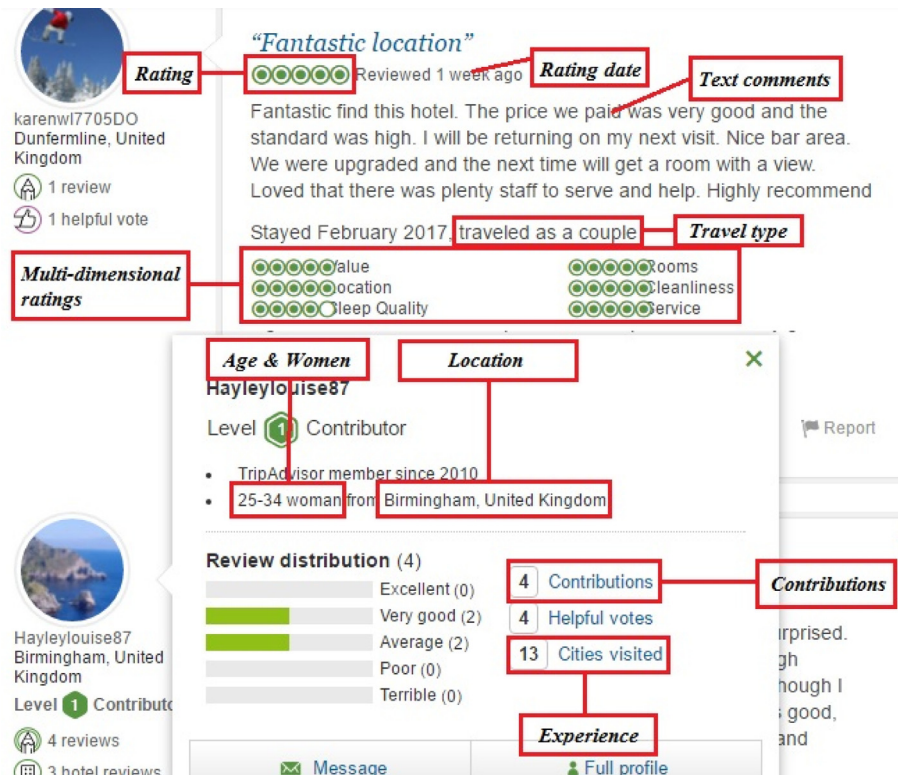 “Fantastic location”
Rating
Reviewed 1 week ago
Rating date
Text comments
Fantastic find this hotel. The price we paid was very good and the
standard was high. I will be returning on my next visit. Nice bar area.
We were upgraded and the next time will get a room with a view.
Loved that there was plenty staff to serve and help. Highly recommend
karenwl7705DO
Dunfermline, United
Kingdom
1 review
1 helpful vote
Stayed February 2017, traveled as a couple
Travel type
Multi-dimensional
ratings
Value
Rooms
Location
Cleanliness
Sleep Quality
Service
Age & Women
Location
Hayleylouise87
Level 1 Contributor
Report
TripAdvisor member since 2010
25-34 woman from Birmingham, United Kingdom
Review distribution (4)
Excellent (0)
Very good (2)
Average (2)
Poor (0)
Terrible (0)
4 Contributions
4 Helpful votes
13 Cities visited
Contributions
Experience
Hayleylouise87
Birmingham, United
Kingdom
Level 1
4 reviews
3 hotel reviews
hough I
good,
and
Message
Full profile